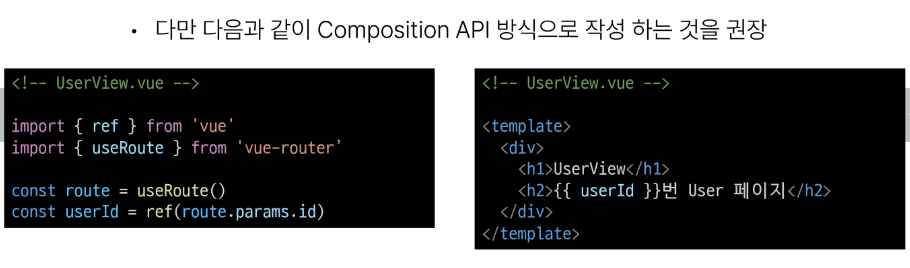 • 다만 다음과 같이 Composition API 방식으로 작성 하는 것을 권장
<!-- UserView.vue -->
import { ref } from 'vue'
import { useRoute } from 'vue-router’
const route = useRoute()
const userId = ref(route.params.id)
<!-- UserView.vue -->
<template>
<div>
<h1>UserView</h1>
<h2>{{ userId }}번 User 페이지</h2>
</div>
</template>